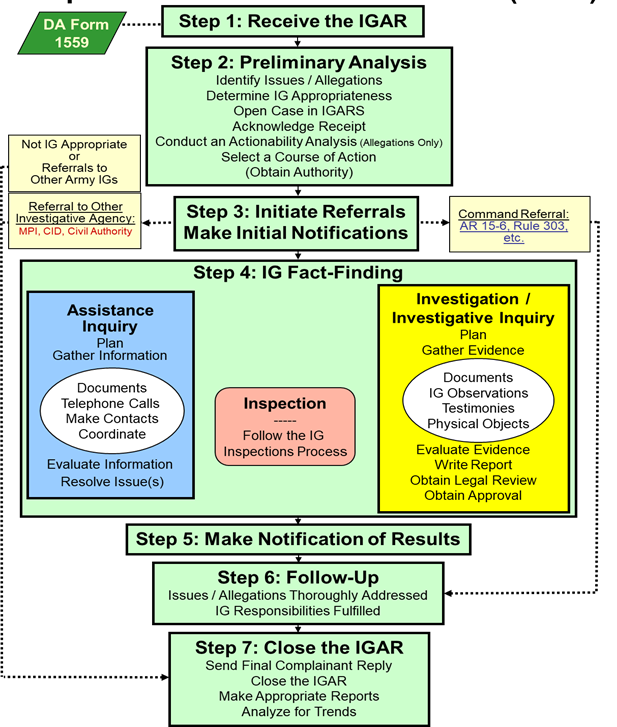 DA Form
1559
Step 1: Receive the IGAR
Step 2: Preliminary Analysis
Identify Issues / Allegations
Determine IG Appropriateness
Open Case in IGARS
Acknowledge Receipt
Conduct an Actionability Analysis (Allegations Only)
Select a Course of Action
(Obtain Authority)
Not IG Appropriate
or
Referrals to
Other Army IGs
Referral to Other
Investigative Agency:
MPI, CID, Civil Authority
Step 3: Initiate Referrals
Make Initial Notifications
Command Referral:
AR 15-6, Rule 303,
etc.
Step 4: IG Fact-Finding
Assistance
Inquiry
Plan
Gather Information
Documents
Telephone Calls
Make Contacts
Coordinate
Evaluate Information
Resolve Issue(s)
Inspection
-----
Follow the IG
Inspections Process
Investigation /
Investigative Inquiry
Plan
Gather Evidence
Documents
IG Observations
Testimonies
Physical Objects
Evaluate Evidence
Write Report
Obtain Legal Review
Obtain Approval
Step 5: Make Notification of Results
Step 6: Follow-Up
Issues / Allegations Thoroughly Addressed
IG Responsibilities Fulfilled
Step 7: Close the IGAR
Send Final Complainant Reply
Close the IGAR
Make Appropriate Reports
Analyze for Trends